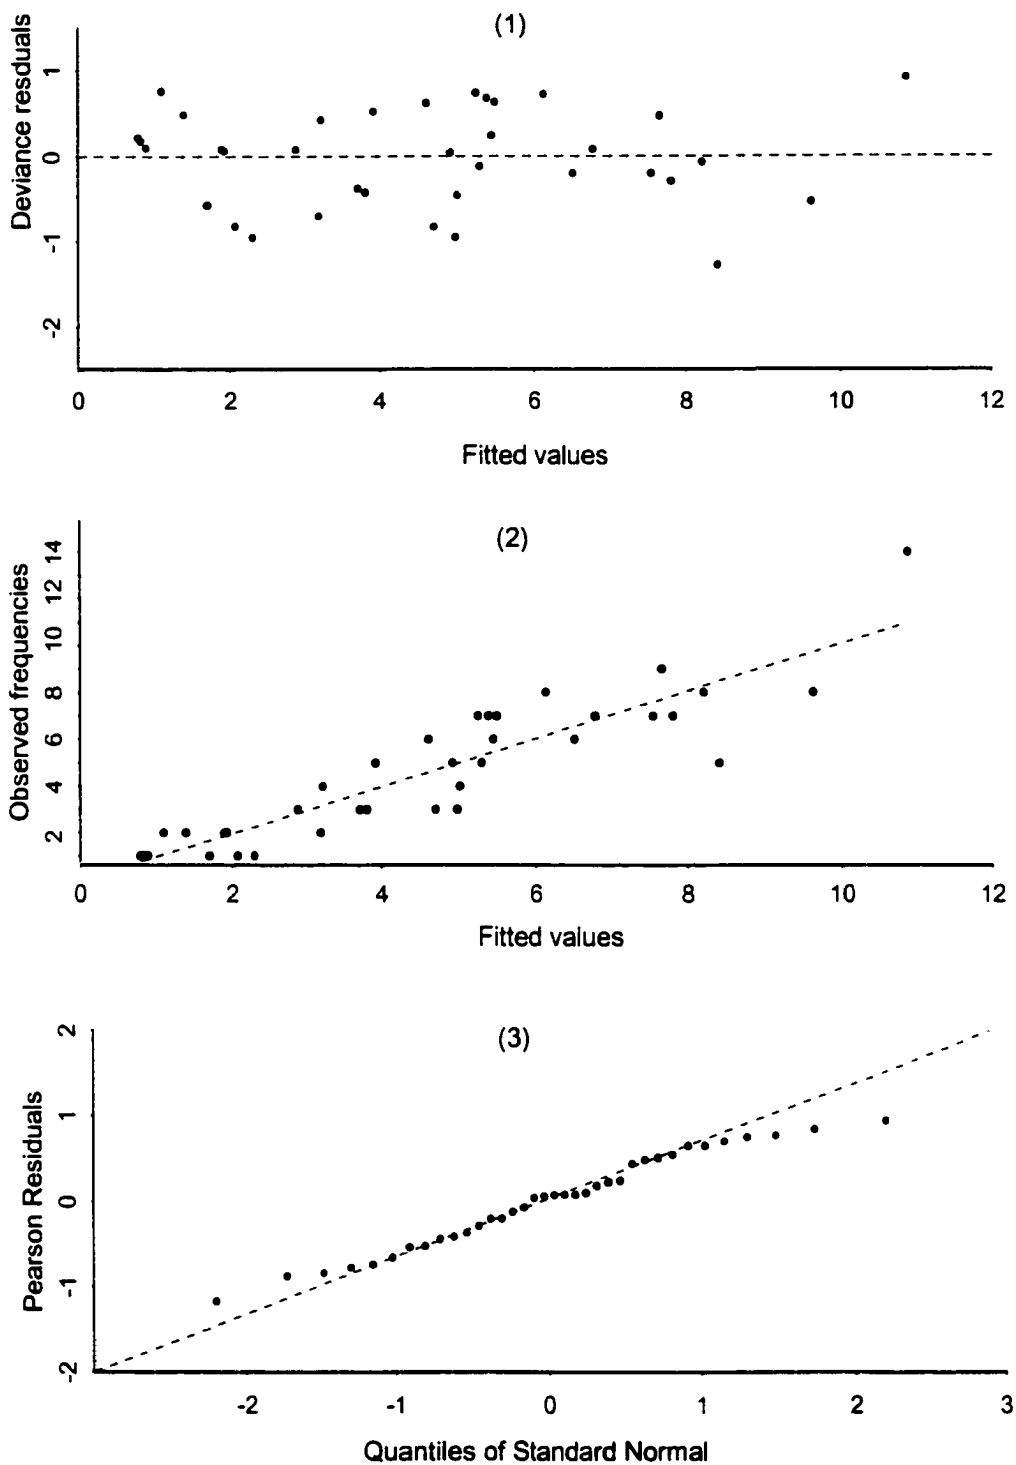 (1)
Deviance resduals
1
0
-1
-2
0 2 4 6 8 10 12
Fitted values
(2)
Observed frequencies
14
12
10
8
6
4
2
0 2 4 6 8 10 12
Fitted values
(3)
Pearson Residuals
2
1
0
-1
-2
-2 -1 0 1 2 3
Quantiles of Standard Normal